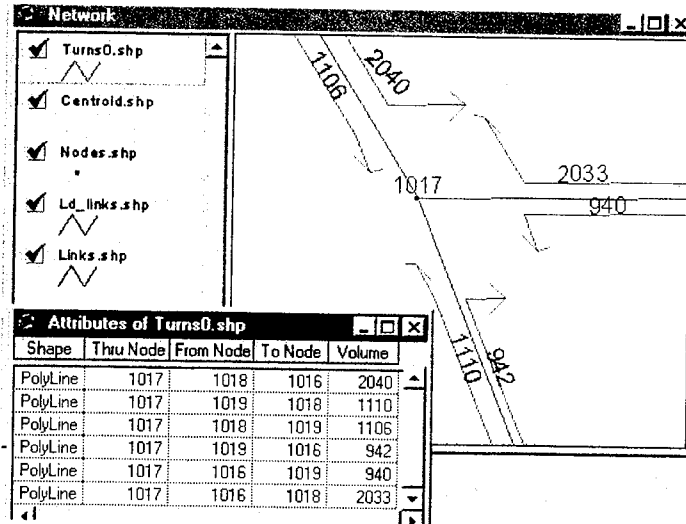 Network
Turns0.shp
Centroid.shp
Nodes.shp
Ld_links.shp
Links.shp
1106
2040
1017
2033
940
1110
942
Attributes of Turns0.shp
Shape Thru Node From Node To Node Volume
PolyLine 1017 1018 1016 2040
PolyLine 1017 1019 1018 1110
PolyLine 1017 1018 1019 1106
PolyLine 1017 1019 1016 942
PolyLine 1017 1016 1019 940
PolyLine 1017 1016 1018 2033